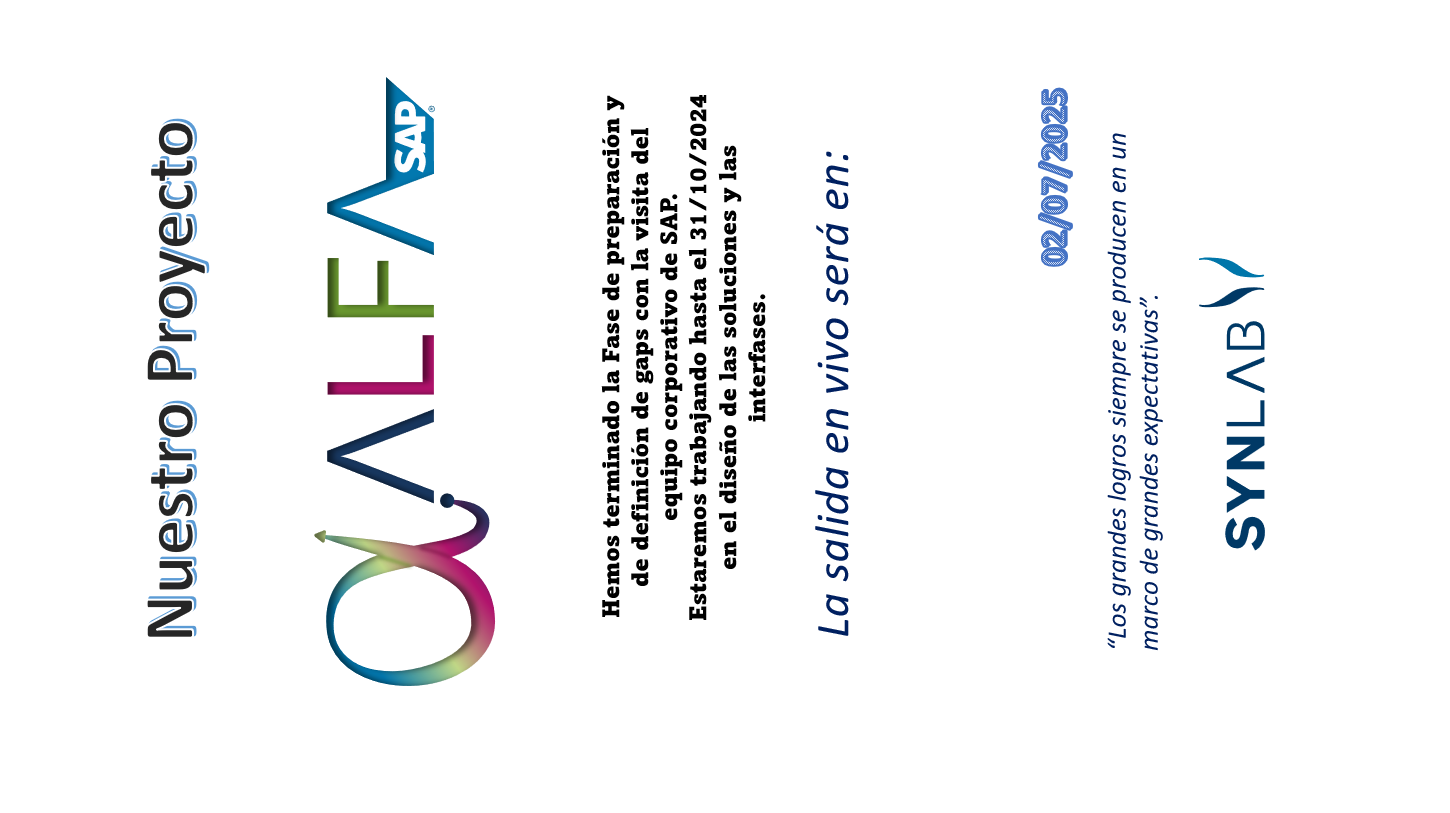 Nuestro Proyecto
ALFA SAP®
Hemos terminado la Fase de preparación y
de definición de gaps con la visita del
equipo corporativo de SAP.
Estaremos trabajando hasta el 31/10/2024
en el diseño de las soluciones y las
interfases.
La salida en vivo será en:
02/07/2025
“Los grandes logros siempre se producen en un
marco de grandes expectativas”.
SYNLAB